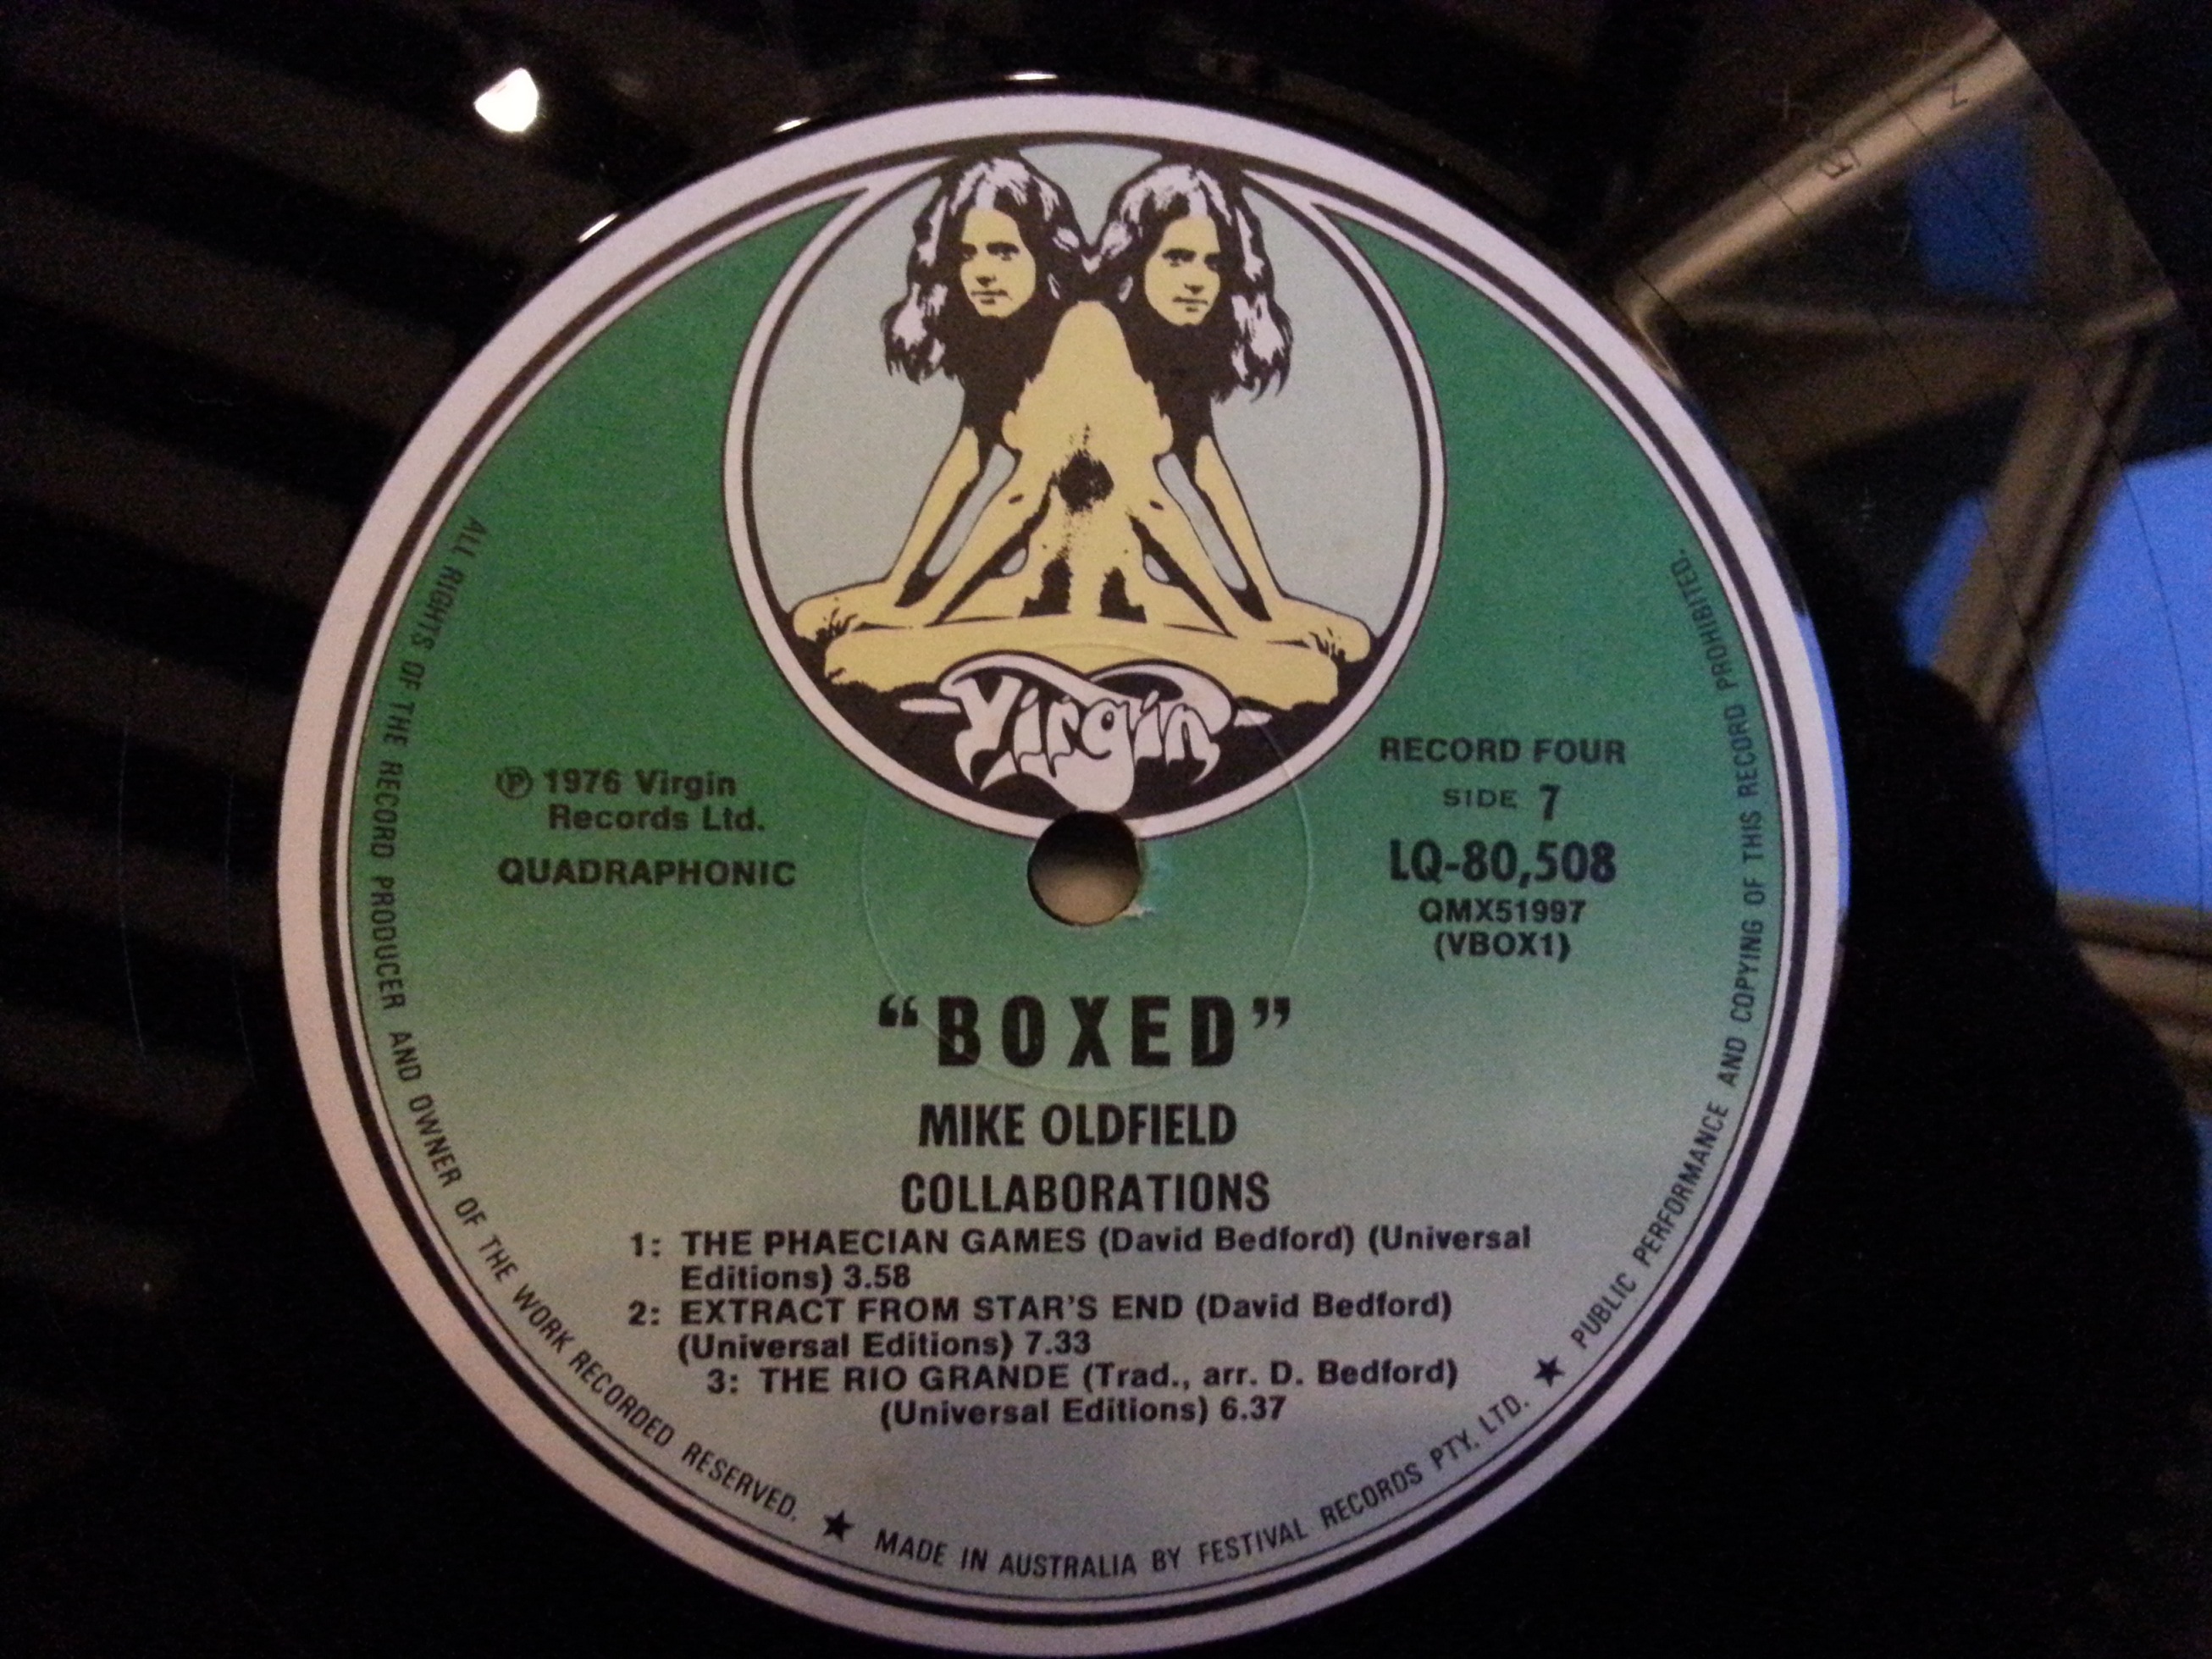 Virgin
℗ 1976 Virgin
Records Ltd.
QUADRAPHONIC
RECORD FOUR
SIDE 7
LQ-80,508
QMX51997
(VBOX1)
“BOXED”
MIKE OLDFIELD
COLLABORATIONS
1: THE PHAECIAN GAMES (David Bedford) (Universal
Editions) 3.58
2: EXTRACT FROM STAR’S END (David Bedford)
(Universal Editions) 7.33
3: THE RIO GRANDE (Trad., arr. D. Bedford)
(Universal Editions) 6.37
ALL RIGHTS OF THE RECORD PRODUCER AND OWNER OF THE WORK RECORDED RESERVED. ★ MADE IN AUSTRALIA BY FESTIVAL RECORDS PTY. LTD. ★ PUBLIC PERFORMANCE AND COPYING OF THIS RECORD PROHIBITED.